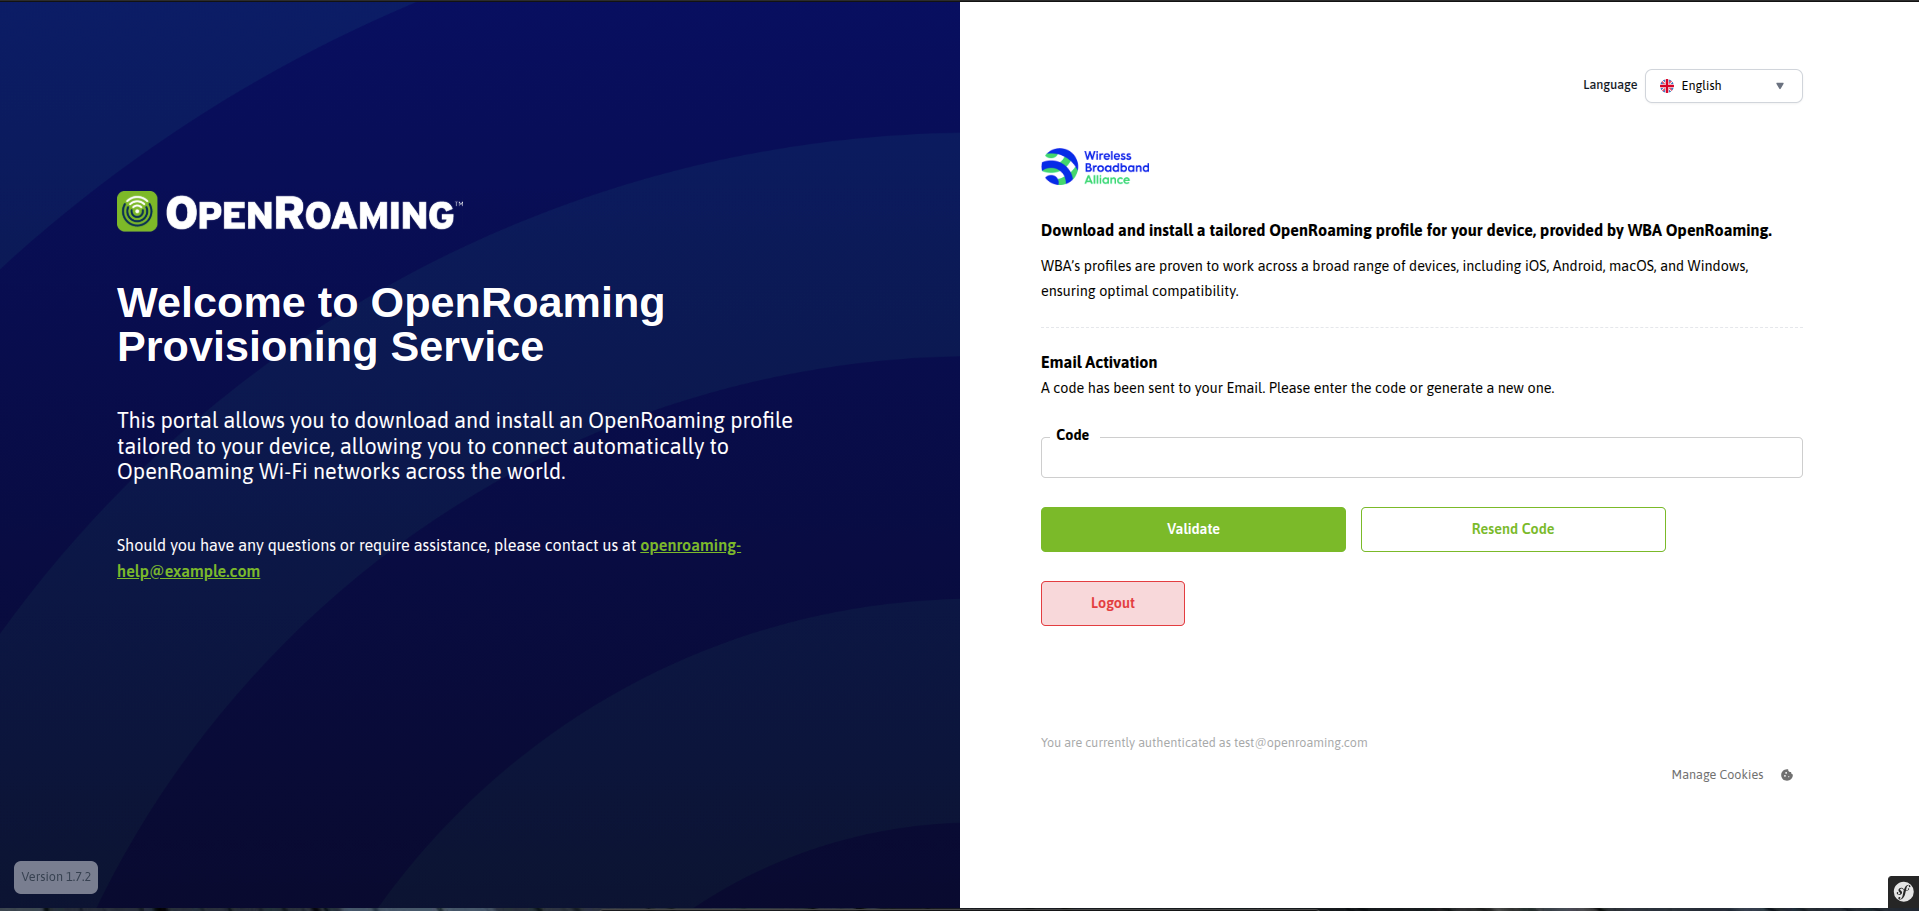 OPENROAMING™
Welcome to OpenRoaming
Provisioning Service
This portal allows you to download and install an OpenRoaming profile
tailored to your device, allowing you to connect automatically to
OpenRoaming Wi-Fi networks across the world.
Should you have any questions or require assistance, please contact us at openroaming-
help@example.com
Version 1.7.2
Language
English
Wireless
Broadband
Alliance
Download and install a tailored OpenRoaming profile for your device, provided by WBA OpenRoaming.
WBA's profiles are proven to work across a broad range of devices, including iOS, Android, macOS, and Windows,
ensuring optimal compatibility.
Email Activation
A code has been sent to your Email. Please enter the code or generate a new one.
Code
Validate
Resend Code
Logout
You are currently authenticated as test@openroaming.com
Manage Cookies
sf